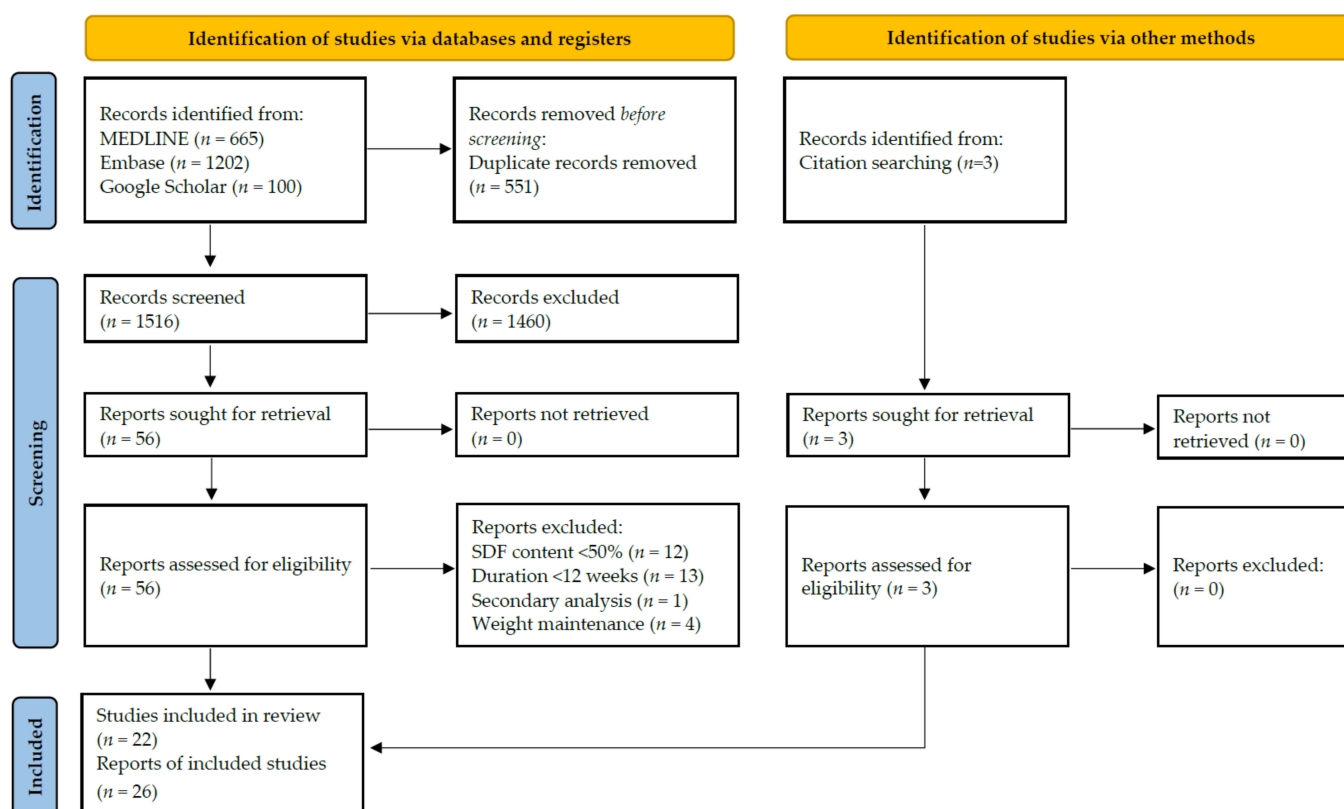 Identification of studies via databases and registers
Identification of studies via other methods
Identification
Records identified from:
MEDLINE (n = 665)
Embase (n = 1202)
Google Scholar (n = 100)
Records removed before
screening:
Duplicate records removed
(n = 551)
Records identified from:
Citation searching (n=3)
Screening
Records screened
(n = 1516)
Records excluded
(n = 1460)
Reports sought for retrieval
(n = 56)
Reports not retrieved
(n = 0)
Reports sought for retrieval
(n = 3)
Reports not
retrieved (n = 0)
Reports assessed for eligibility
(n = 56)
Reports excluded:
SDF content <50% (n = 12)
Duration <12 weeks (n = 13)
Secondary analysis (n = 1)
Weight maintenance (n = 4)
Reports assessed for
eligibility (n = 3)
Reports excluded:
(n = 0)
Included
Studies included in review
(n = 22)
Reports of included studies
(n = 26)